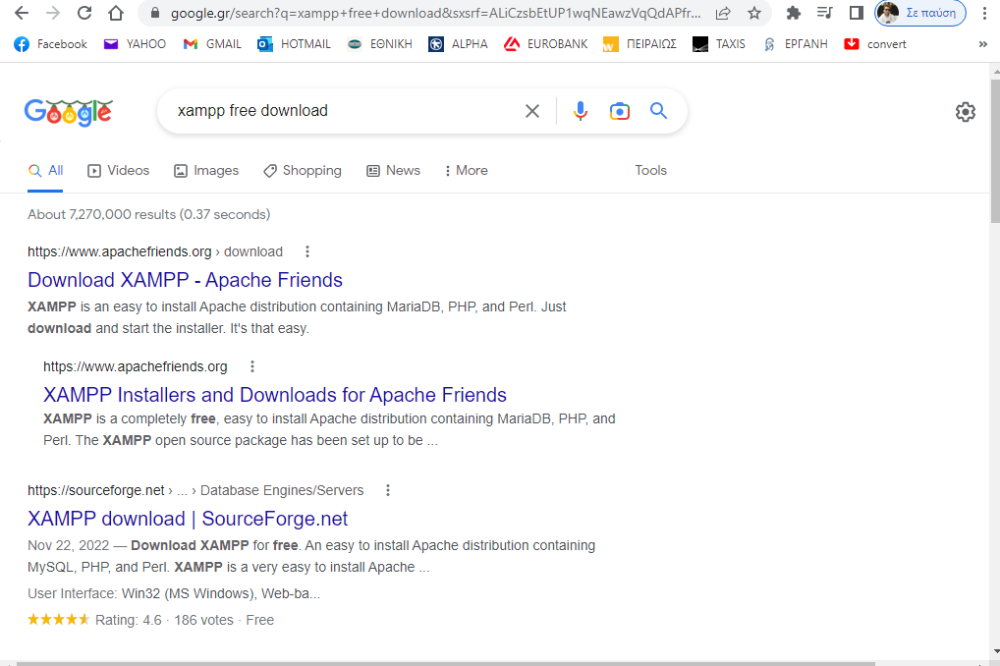 google.gr/search?q=xampp+free+download&sxsrf=ALiCzsbEtUP1wqNEawzVqQdAPfr...
Σε παύση
Facebook YAHOO GMAIL HOTMAIL ΕΘΝΙΚΗ ALPHA EUROBANK ΠΕΙΡΑΙΩΣ TAXIS ΕΡΓΑΝΗ convert »
Google
xampp free download
All Videos Images Shopping News More Tools
About 7,270,000 results (0.37 seconds)
https://www.apachefriends.org › download
Download XAMPP - Apache Friends
XAMPP is an easy to install Apache distribution containing MariaDB, PHP, and Perl. Just
download and start the installer. It's that easy.
https://www.apachefriends.org
XAMPP Installers and Downloads for Apache Friends
XAMPP is a completely free, easy to install Apache distribution containing MariaDB, PHP, and
Perl. The XAMPP open source package has been set up to be ...
https://sourceforge.net › ... › Database Engines/Servers
XAMPP download | SourceForge.net
Nov 22, 2022 — Download XAMPP for free. An easy to install Apache distribution containing
MySQL, PHP, and Perl. XAMPP is a very easy to install Apache ...
User Interface: Win32 (MS Windows), Web-ba...
Rating: 4.6 · 186 votes · Free